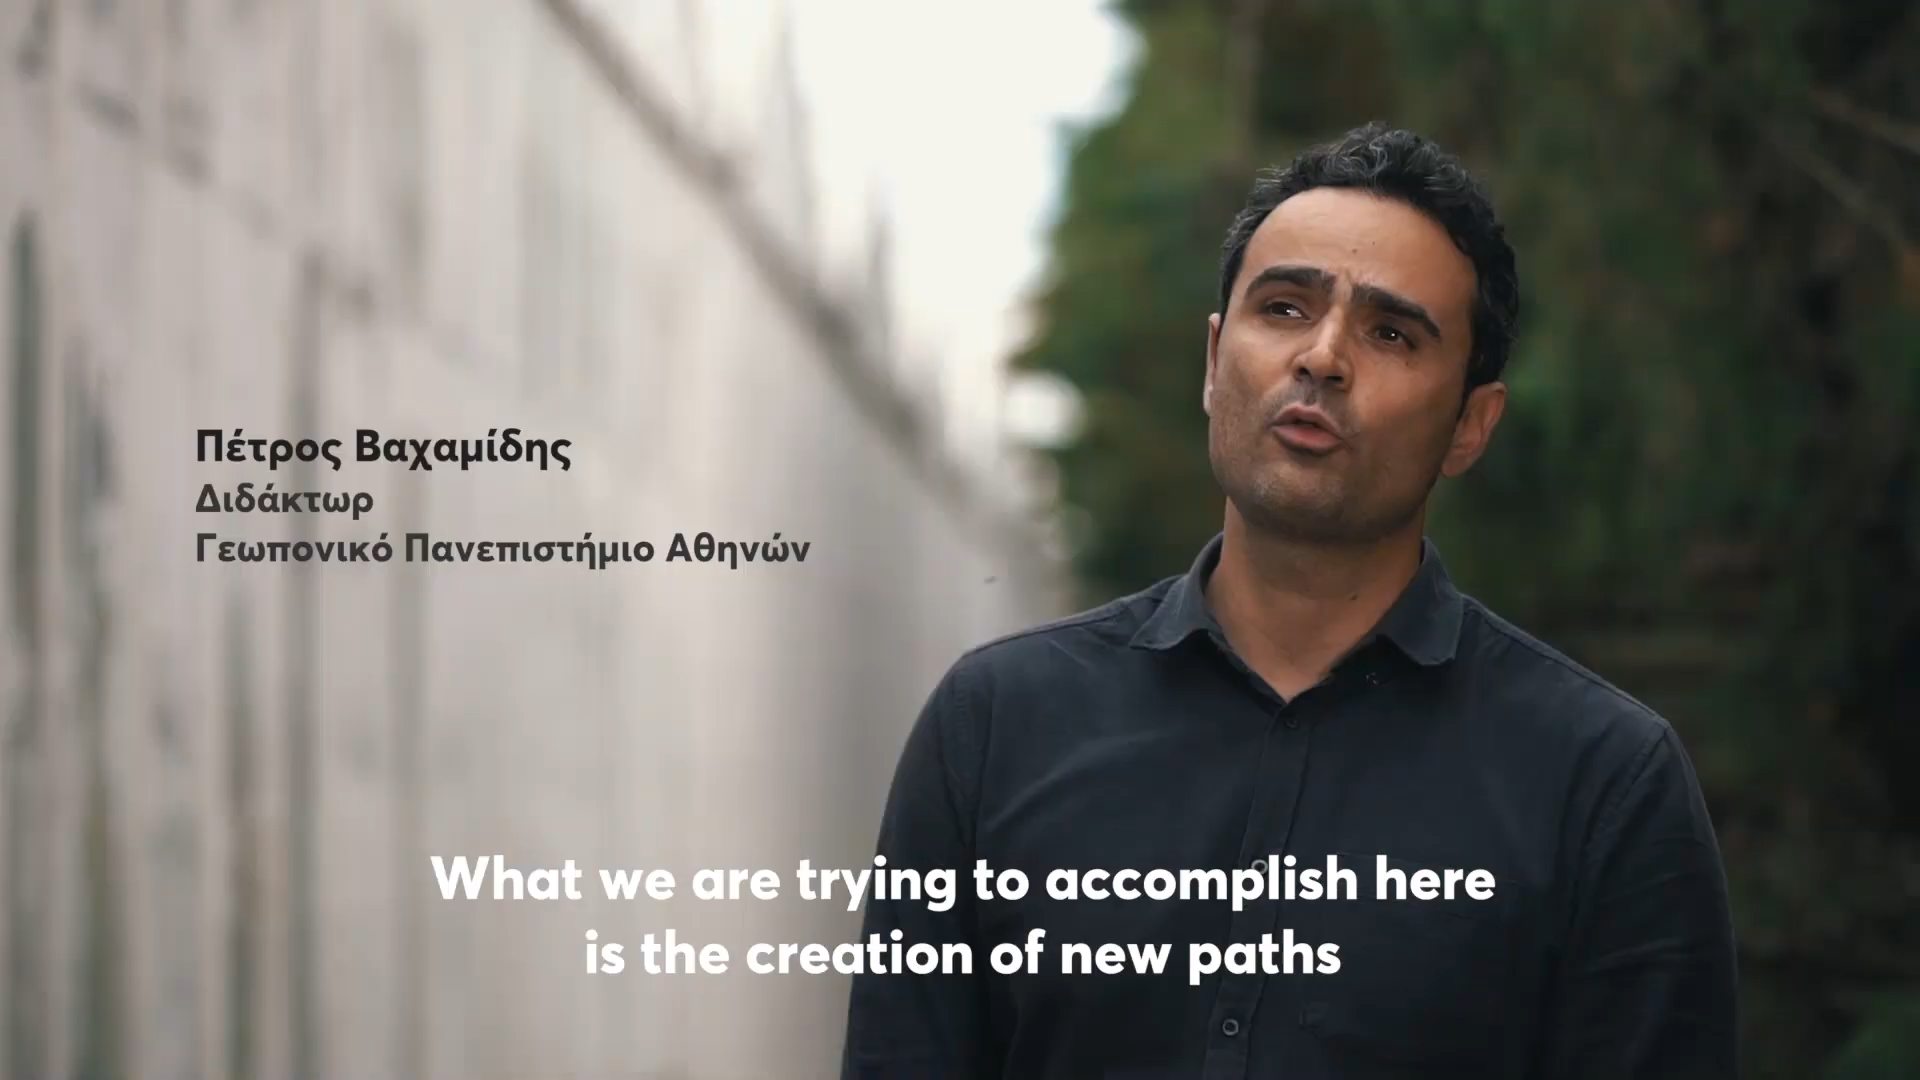 Πέτρος Βαχαμίδης
Διδάκτωρ
Γεωπονικό Πανεπιστήμιο Αθηνών
What we are trying to accomplish here
is the creation of new paths